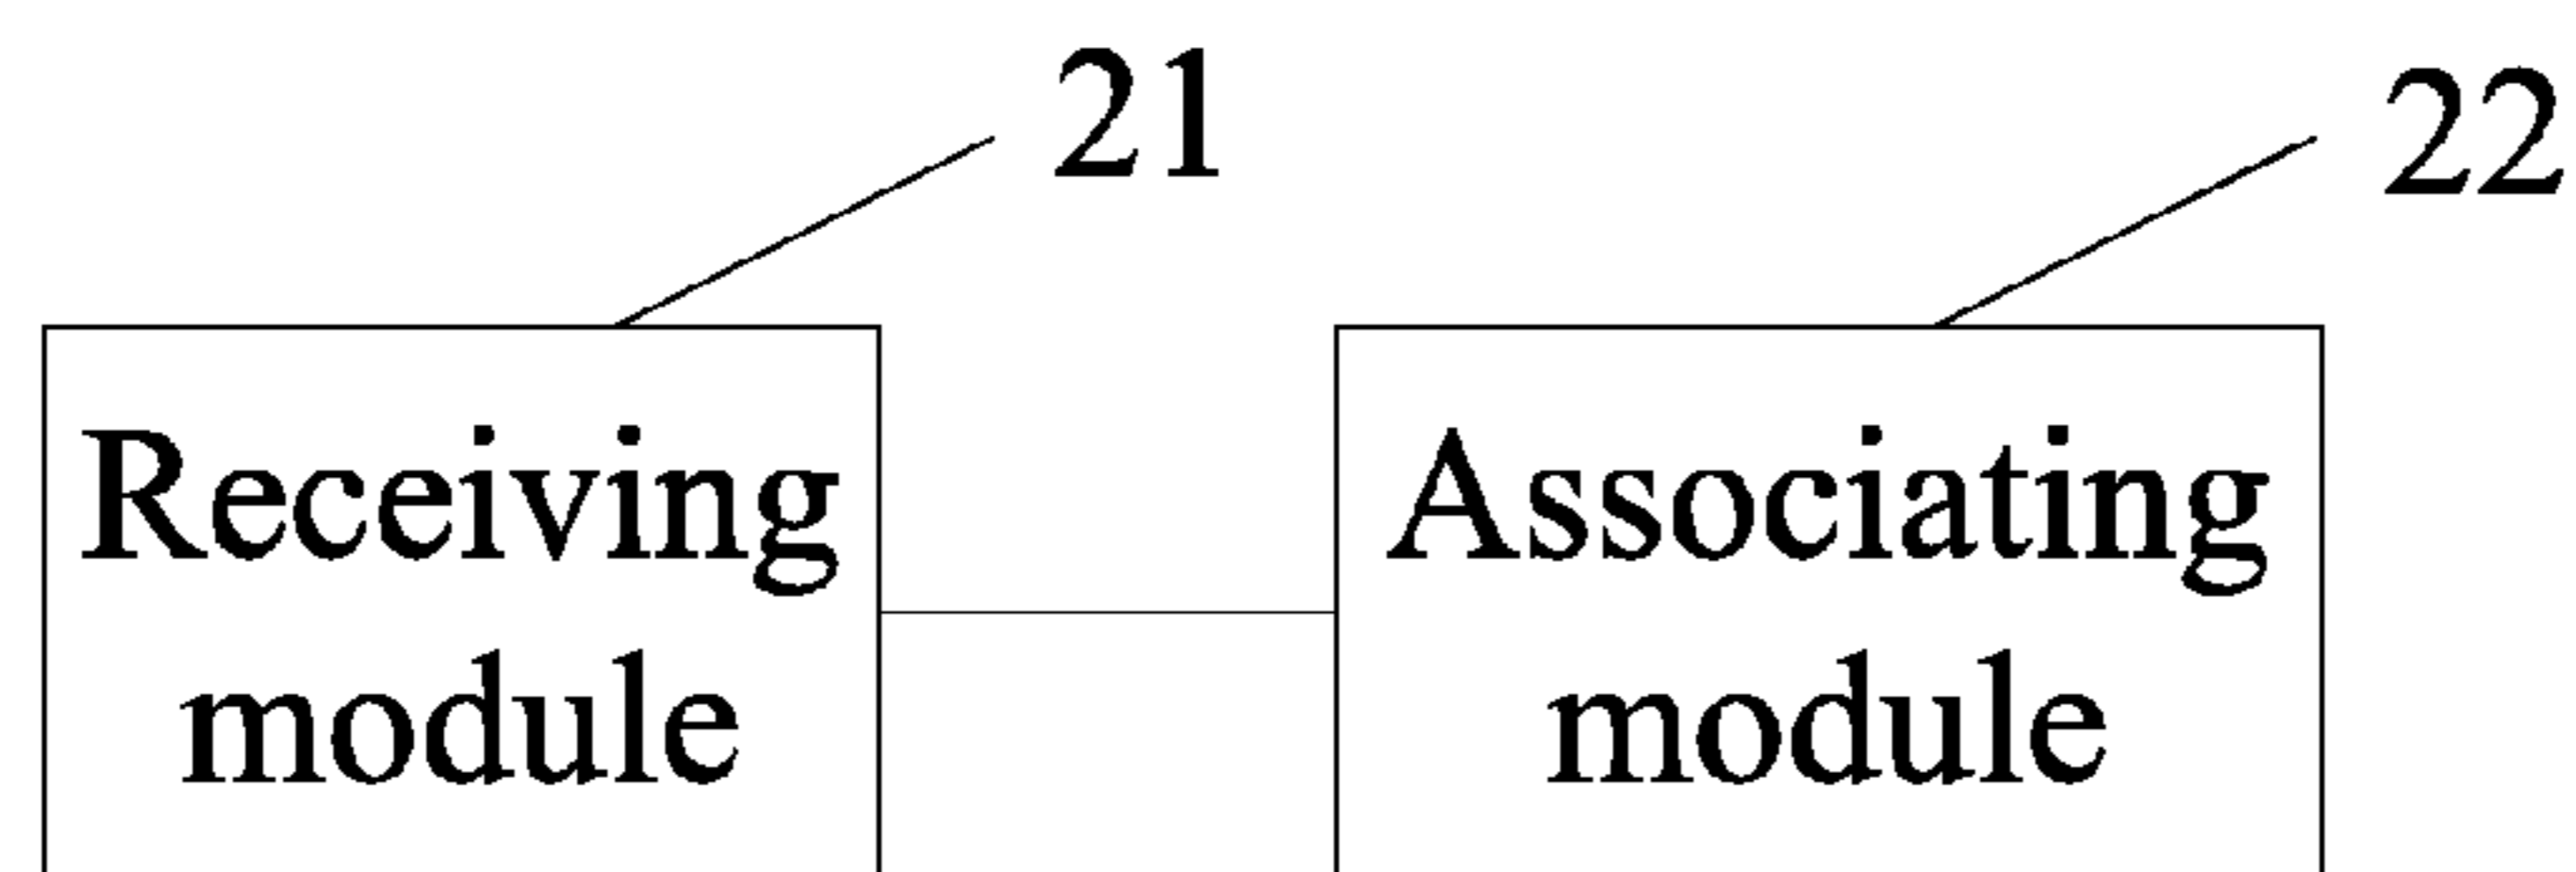 21
22
Receiving
module
Associating
module